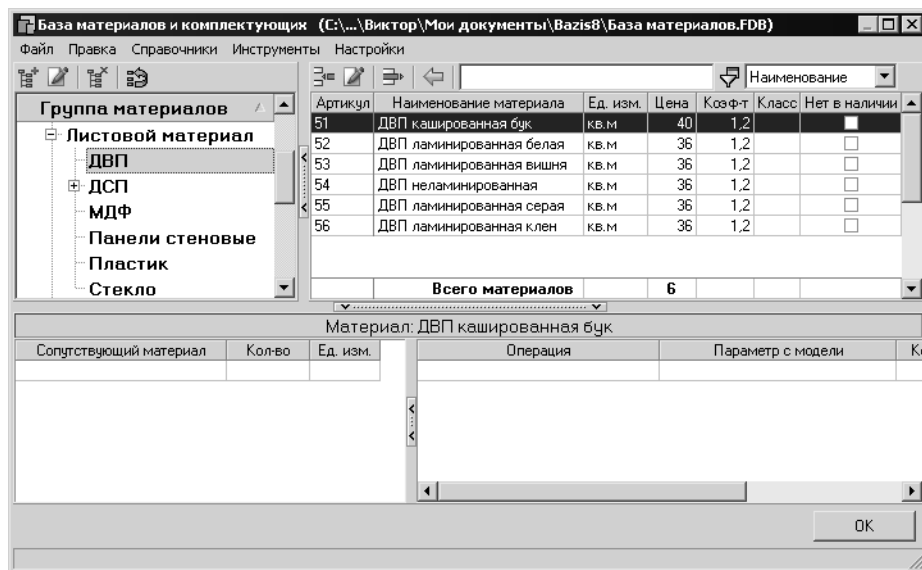 База материалов и комплектующих (C:\...\Виктор\Мои документы\Bazis8\База материалов.FDB)
Файл Правка Справочники Инструменты Настройки
Наименование
Группа материалов
Листовой материал
ДВП
ДСП
МДФ
Панели стеновые
Пластик
Стекло
Артикул Наименование материала Ед. изм. Цена Коэф-т Класс Нет в наличии
51 ДВП кашированная бук кв.м 40 1,2
52 ДВП ламинированная белая кв.м 36 1,2
53 ДВП ламинированная вишня кв.м 36 1,2
54 ДВП неламинированная кв.м 36 1,2
55 ДВП ламинированная серая кв.м 36 1,2
56 ДВП ламинированная клен кв.м 36 1,2
Всего материалов 6
Материал: ДВП кашированная бук
Сопутствующий материал Кол-во Ед. изм. Операция Параметр с модели
OK